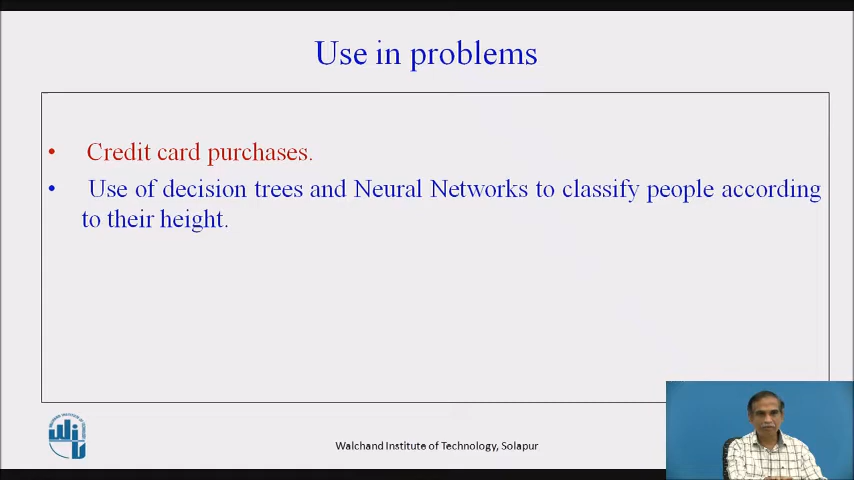 Use in problems
• Credit card purchases.
• Use of decision trees and Neural Networks to classify people according
to their height.
Walchand Institute of Technology, Solapur